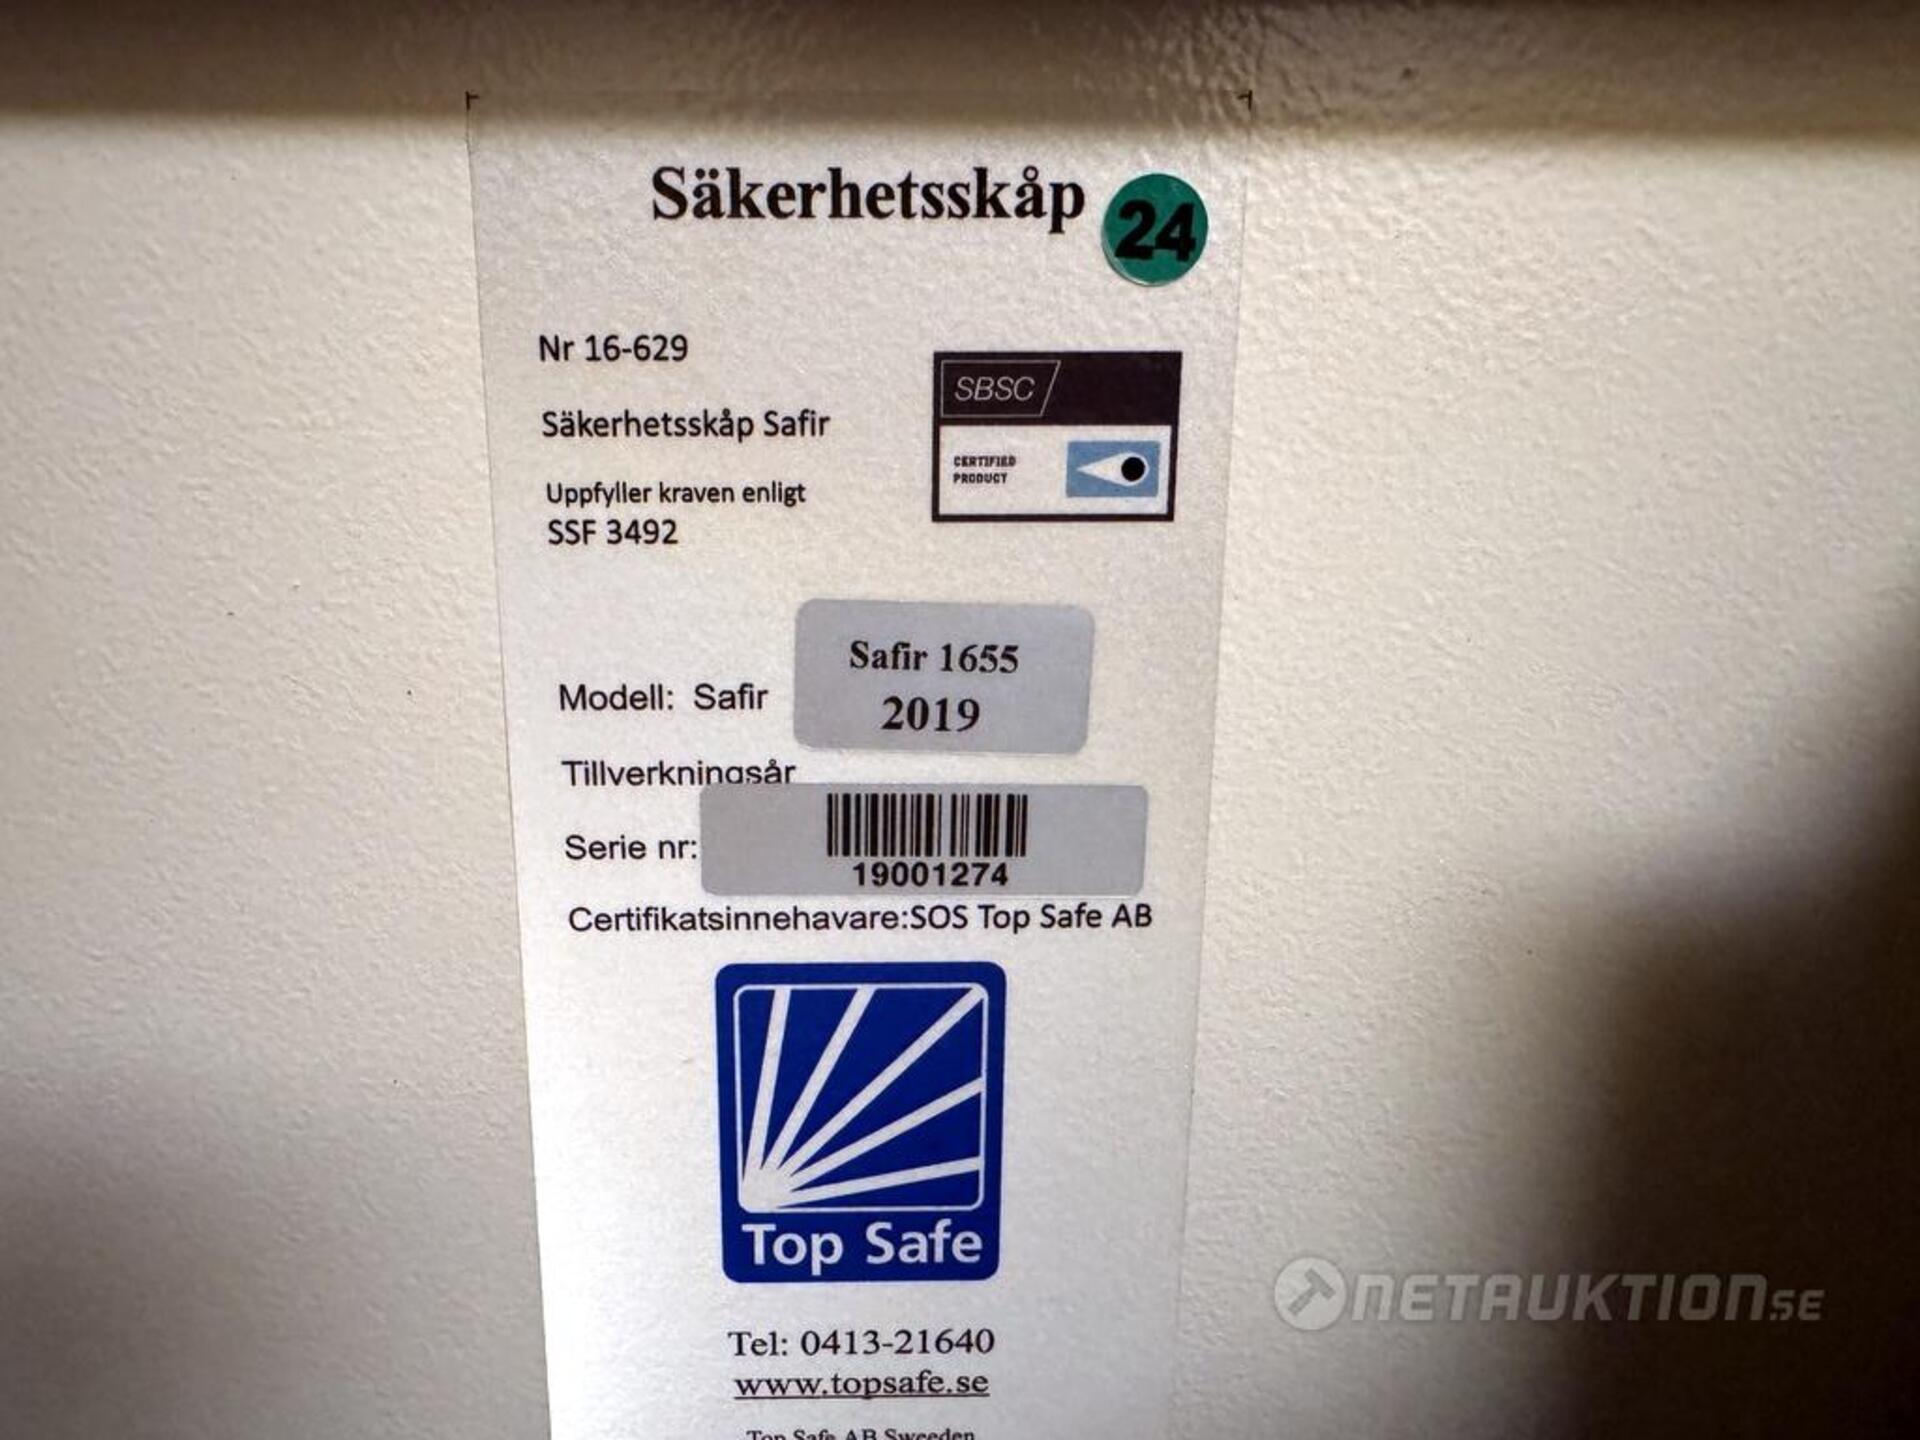 Säkerhetsskåp
24
Nr 16-629
SBSC
Säkerhetsskåp Safir
CERTIFIED
PRODUCT
Uppfyller kraven enligt
SSF 3492
Safir 1655
Modell: Safir
2019
Tillverkningsår
Serie nr:
19001274
Certifikatsinnehavare:SOS Top Safe AB
Top Safe
Tel: 0413-21640
www.topsafe.se
Top Safe AB Sweeden
NETAUKTION.SE